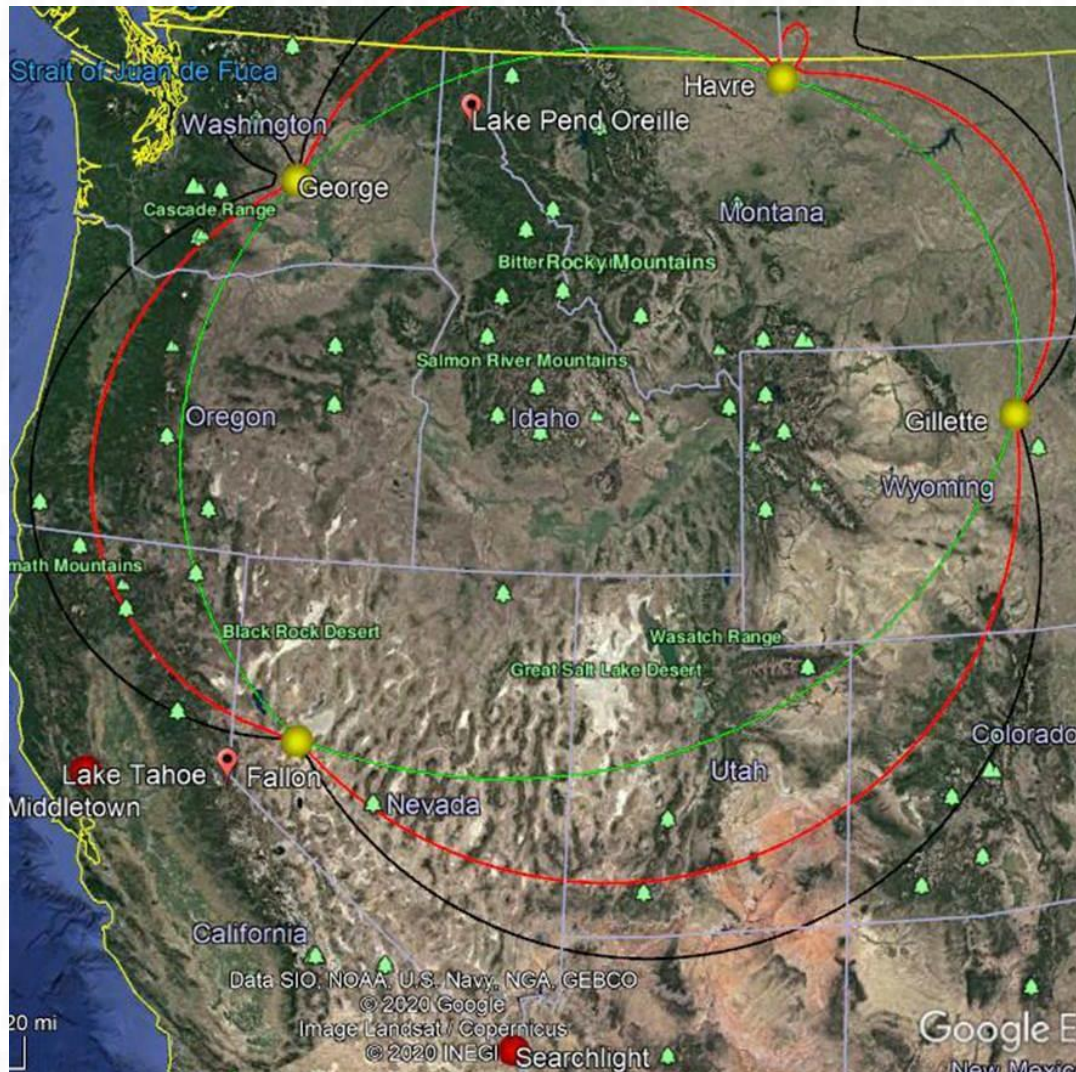 Strait of Juan de Fuca
Havre
Lake Pend Oreille
Washington
George
Cascade Range
Montana
Rocky Mountains
Salmon River Mountains
Oregon
Idaho
Gillette
Wyoming
math Mountains
Black Rock Desert
Wasatch Range
Great Salt Lake Desert
Colorado
Lake Tahoe
Fallon
Utah
Middletown
Nevada
California
Data SIO, NOAA, U.S. Navy, NGA, GEBCO
© 2020 Google
Image Landsat / Copernicus
© 2020 INEGI
20 mi
Google E
Searchlight
New Mexic